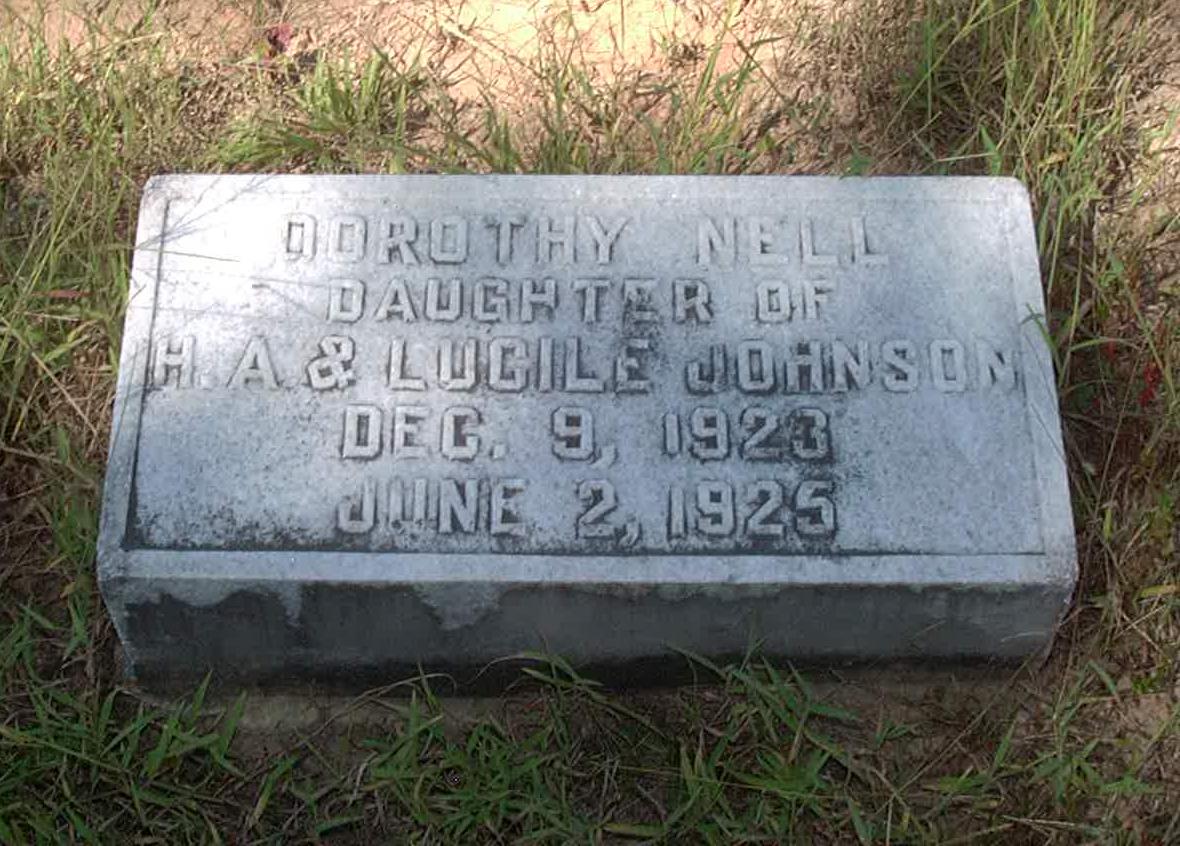 DOROTHY NELL
DAUGHTER OF
H. A. & LUCILE JOHNSON
DEC. 9, 1923
JUNE 2, 1925